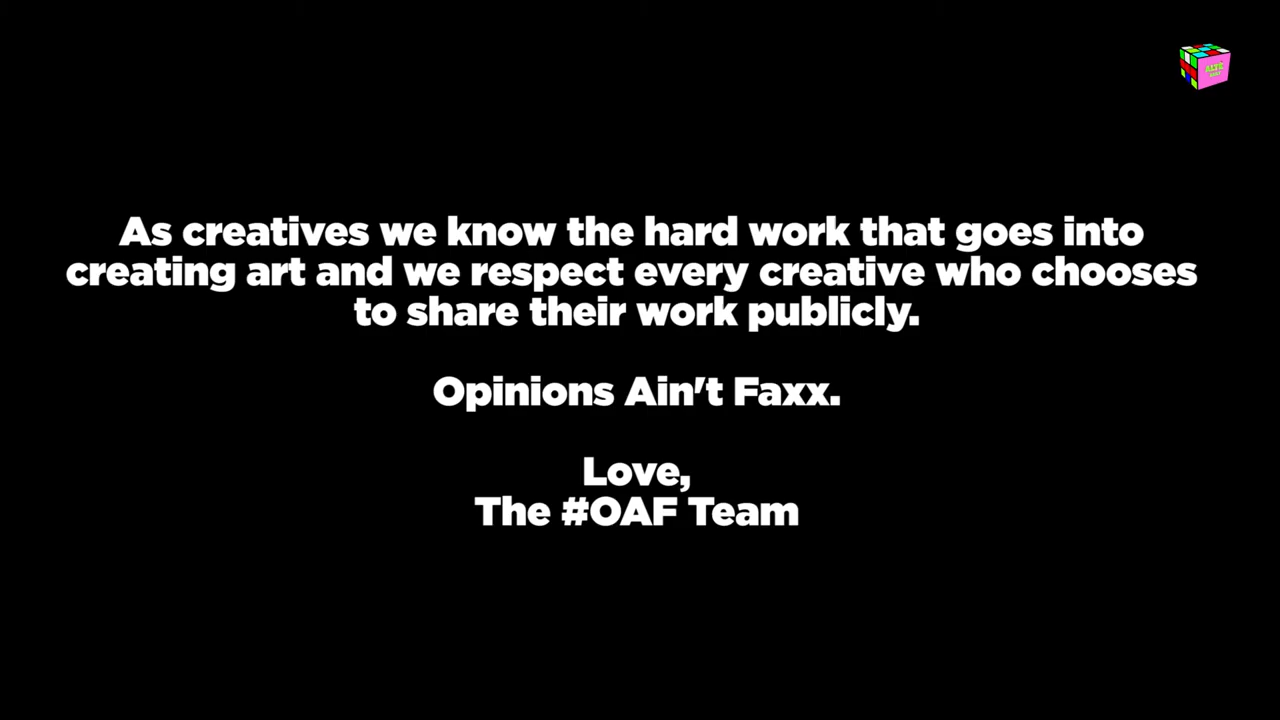 As creatives we know the hard work that goes into
creating art and we respect every creative who chooses
to share their work publicly.
Opinions Ain't Faxx.
Love,
The #OAF Team